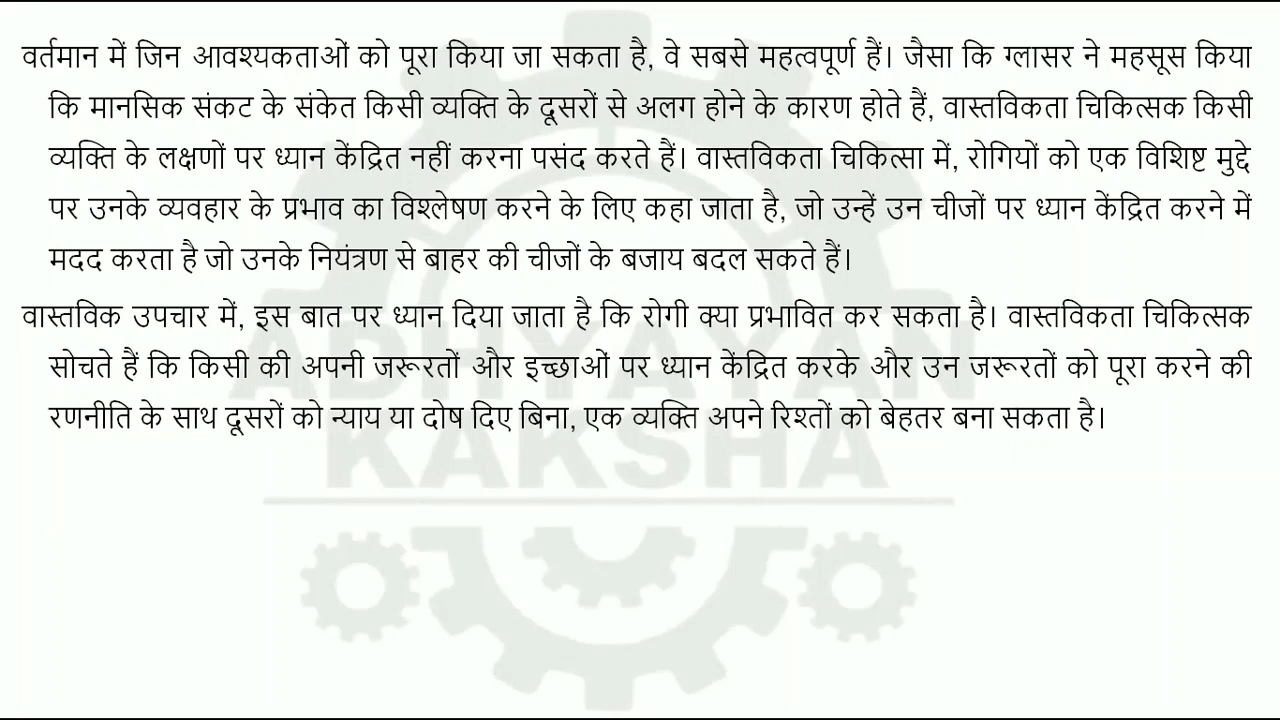 वर्तमान में जिन आवश्यकताओं को पूरा किया जा सकता है, वे सबसे महत्वपूर्ण हैं। जैसा कि ग्लासर ने महसूस किया
कि मानसिक संकट के संकेत किसी व्यक्ति के दूसरों से अलग होने के कारण होते हैं, वास्तविकता चिकित्सक किसी
व्यक्ति के लक्षणों पर ध्यान केंद्रित नहीं करना पसंद करते हैं। वास्तविकता चिकित्सा में, रोगियों को एक विशिष्ट मुद्दे
पर उनके व्यवहार के प्रभाव का विश्लेषण करने के लिए कहा जाता है, जो उन्हें उन चीजों पर ध्यान केंद्रित करने में
मदद करता है जो उनके नियंत्रण से बाहर की चीजों के बजाय बदल सकते हैं।
वास्तविक उपचार में, इस बात पर ध्यान दिया जाता है कि रोगी क्या प्रभावित कर सकता है। वास्तविकता चिकित्सक
सोचते हैं कि किसी की अपनी जरूरतों और इच्छाओं पर ध्यान केंद्रित करके और उन जरूरतों को पूरा करने की
रणनीति के साथ दूसरों को न्याय या दोष दिए बिना, एक व्यक्ति अपने रिश्तों को बेहतर बना सकता है।
ADHYAYAN
KAKSHA